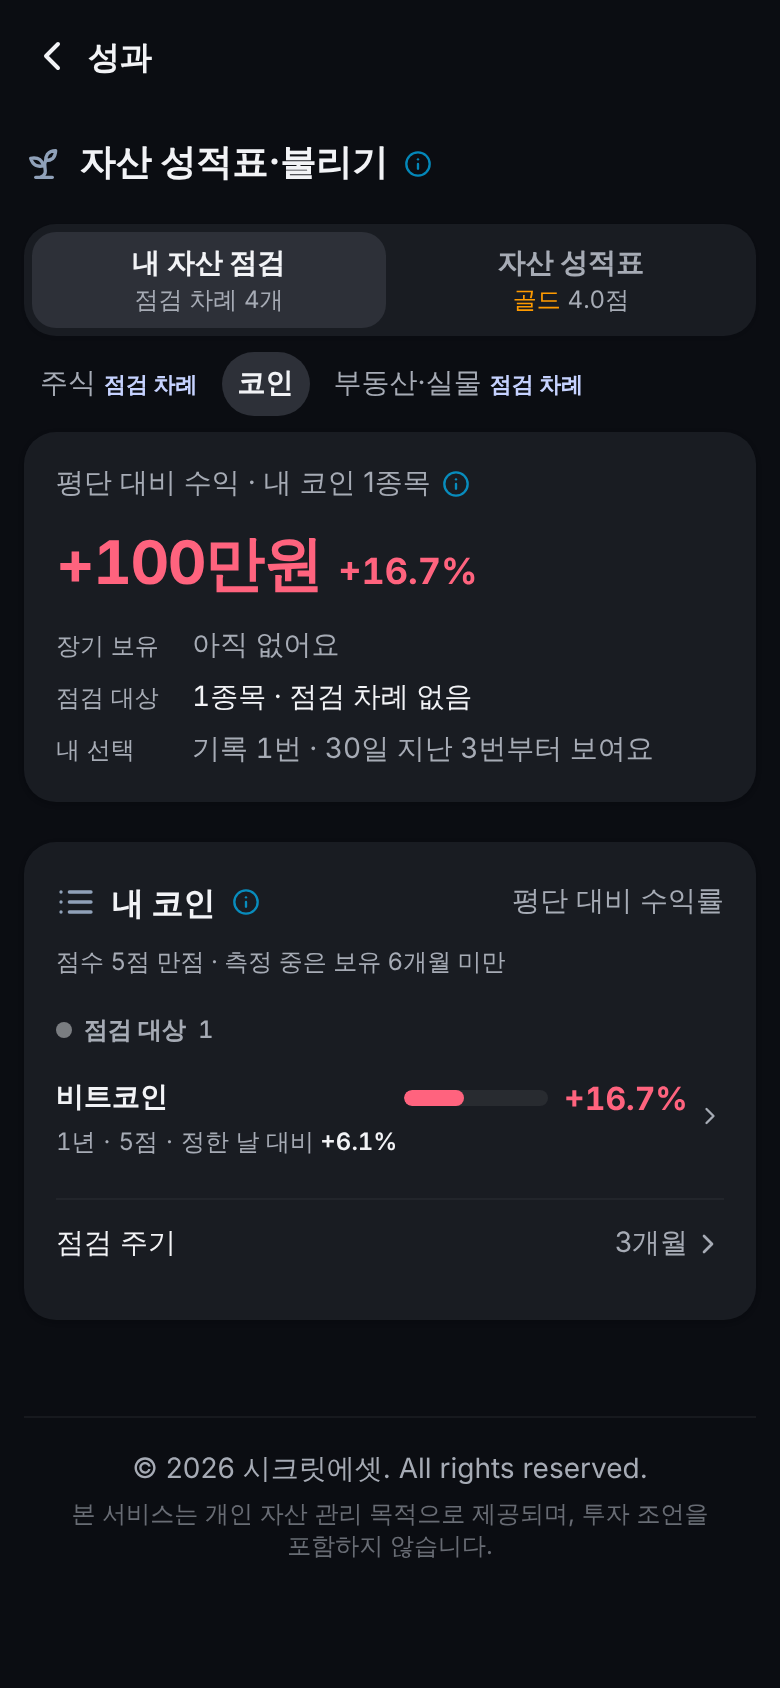 성과
자산 성적표·불리기
내 자산 점검
점검 차례 4개
자산 성적표
골드 4.0점
주식 점검 차례 코인 부동산·실물 점검 차례
평단 대비 수익 · 내 코인 1종목
+100만원 +16.7%
장기 보유 아직 없어요
점검 대상 1종목 · 점검 차례 없음
내 선택 기록 1번 · 30일 지난 3번부터 보여요
내 코인 평단 대비 수익률
점수 5점 만점 · 측정 중은 보유 6개월 미만
점검 대상 1
비트코인 +16.7%
1년 · 5점 · 정한 날 대비 +6.1%
점검 주기 3개월
© 2026 시크릿에셋. All rights reserved.
본 서비스는 개인 자산 관리 목적으로 제공되며, 투자 조언을
포함하지 않습니다.